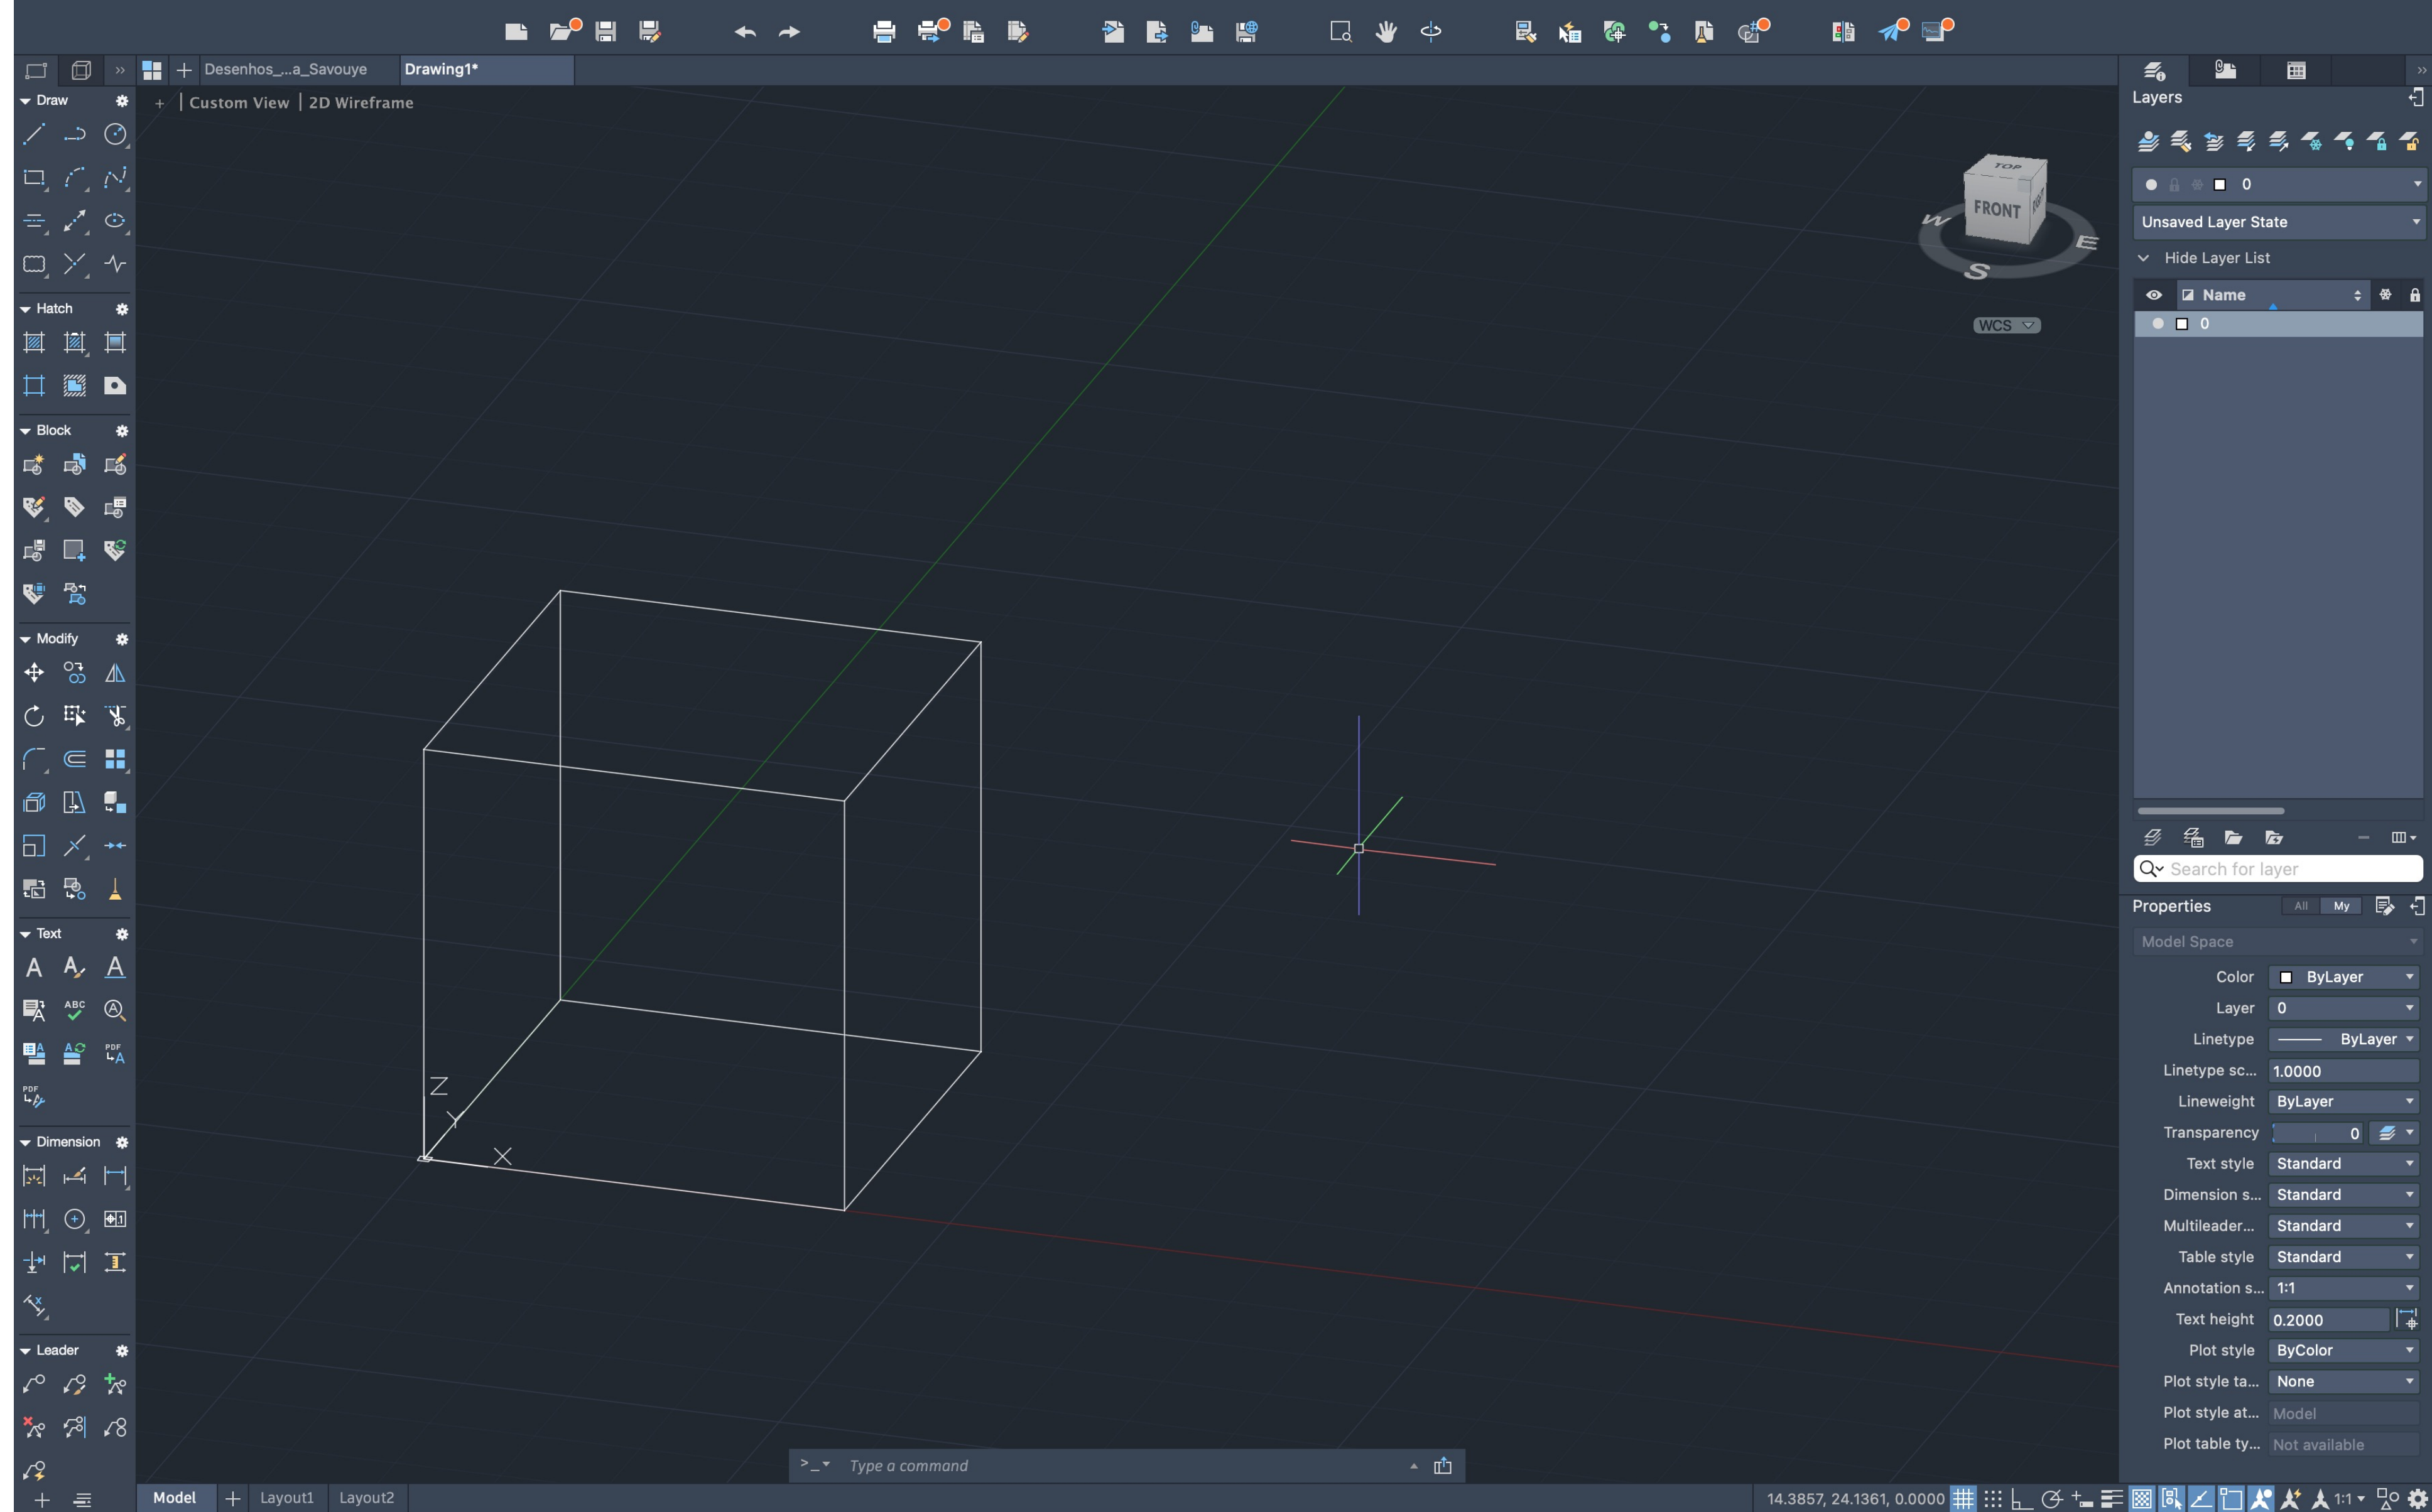 Desenhos_...a_Savouye
Drawing1*
Draw
+ | Custom View | 2D Wireframe
Hatch
Block
Modify
Text
ABC
PDF
PDF
Dimension
Leader
TOP
FRONT
W
S
E
WCS
Z
Y
X
>_ Type a command
Model
Layout1
Layout2
14.3857, 24.1361, 0.0000
1:1
Layers
0
Unsaved Layer State
Hide Layer List
Name
0
Search for layer
Properties All My
Model Space
Color ByLayer
Layer 0
Linetype ByLayer
Linetype sc... 1.0000
Lineweight ByLayer
Transparency 0
Text style Standard
Dimension s... Standard
Multileader... Standard
Table style Standard
Annotation s... 1:1
Text height 0.2000
Plot style ByColor
Plot style ta... None
Plot style at... Model
Plot table ty... Not available